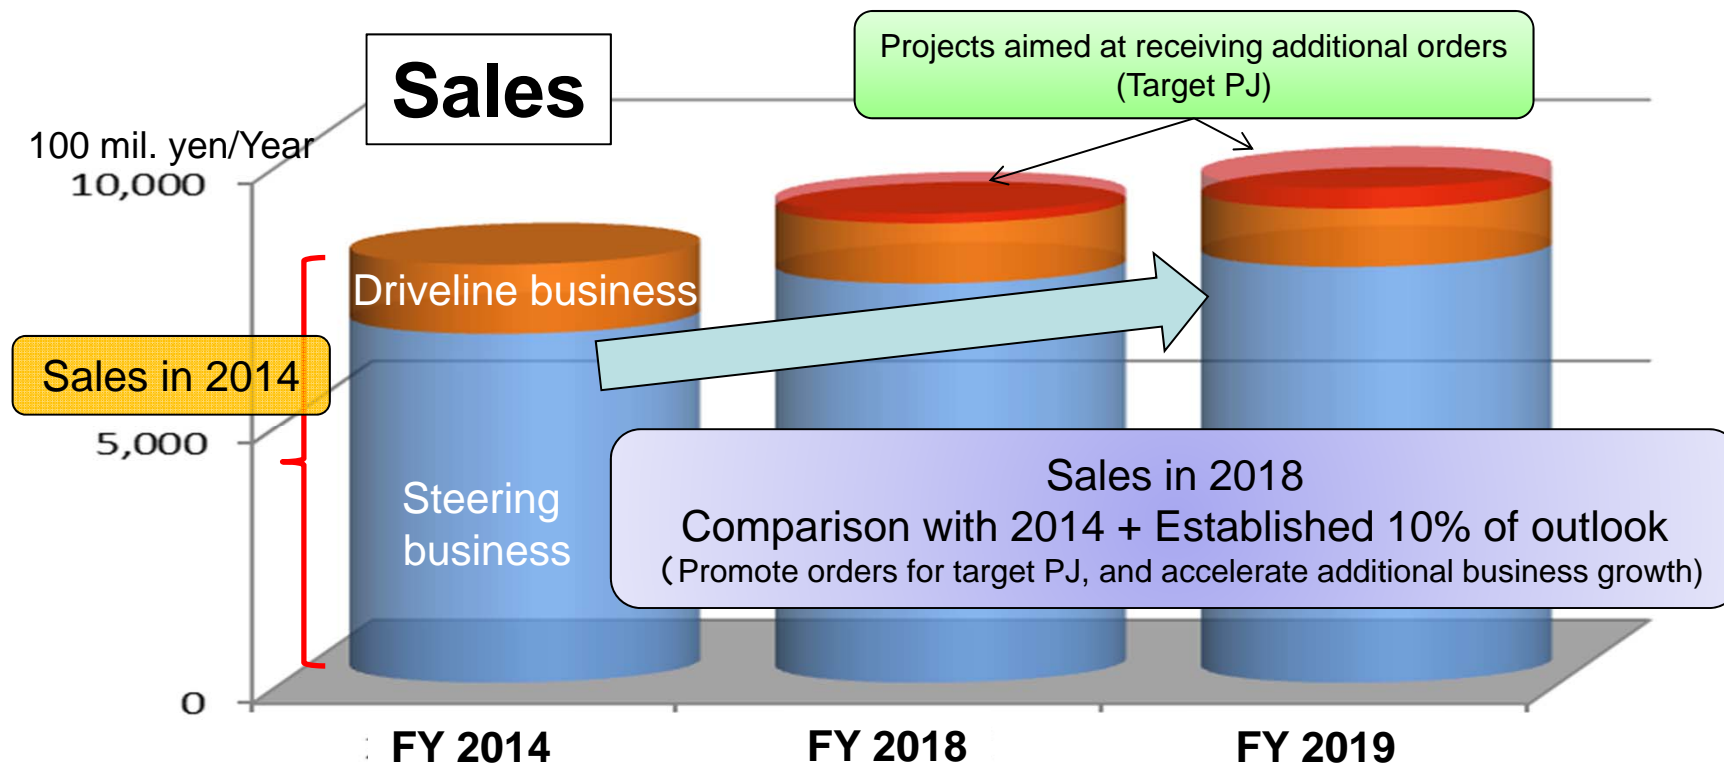 Sales
Projects aimed at receiving additional orders
(Target PJ)
100 mil. yen/Year
10,000
Driveline business
Sales in 2014
5,000
Steering
business
Sales in 2018
Comparison with 2014 + Established 10% of outlook
（Promote orders for target PJ, and accelerate additional business growth)
0
FY 2014
FY 2018
FY 2019